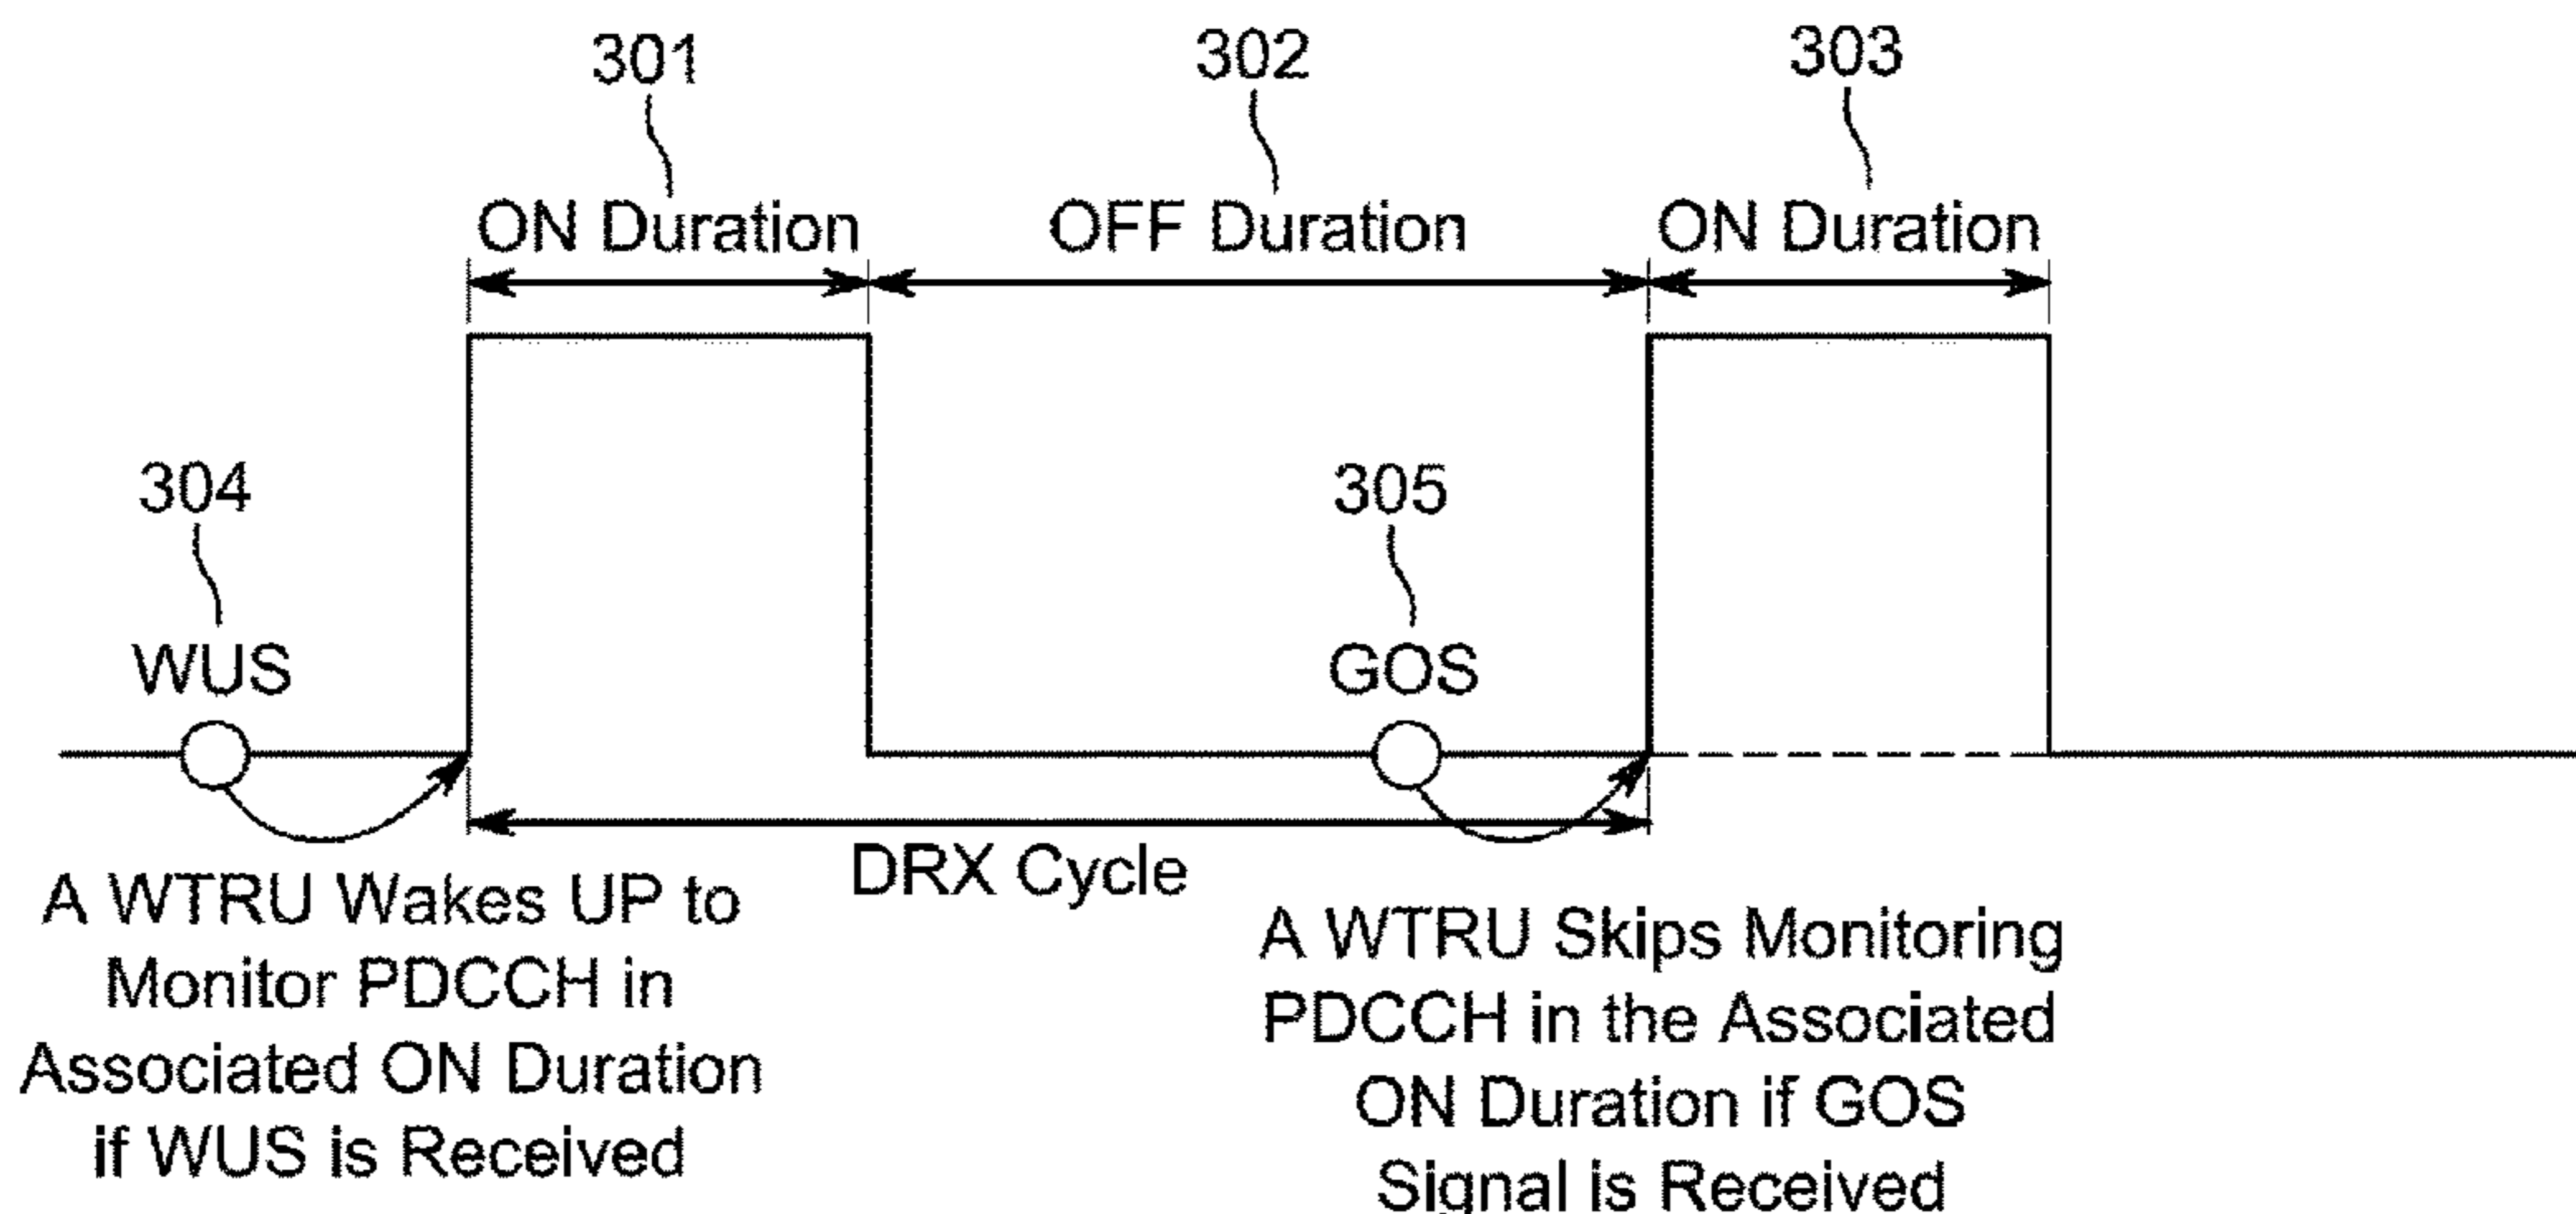 301
302
303
ON Duration
OFF Duration
ON Duration
304
305
WUS
GOS
DRX Cycle
A WTRU Wakes UP to
Monitor PDCCH in
Associated ON Duration
if WUS is Received
A WTRU Skips Monitoring
PDCCH in the Associated
ON Duration if GOS
Signal is Received